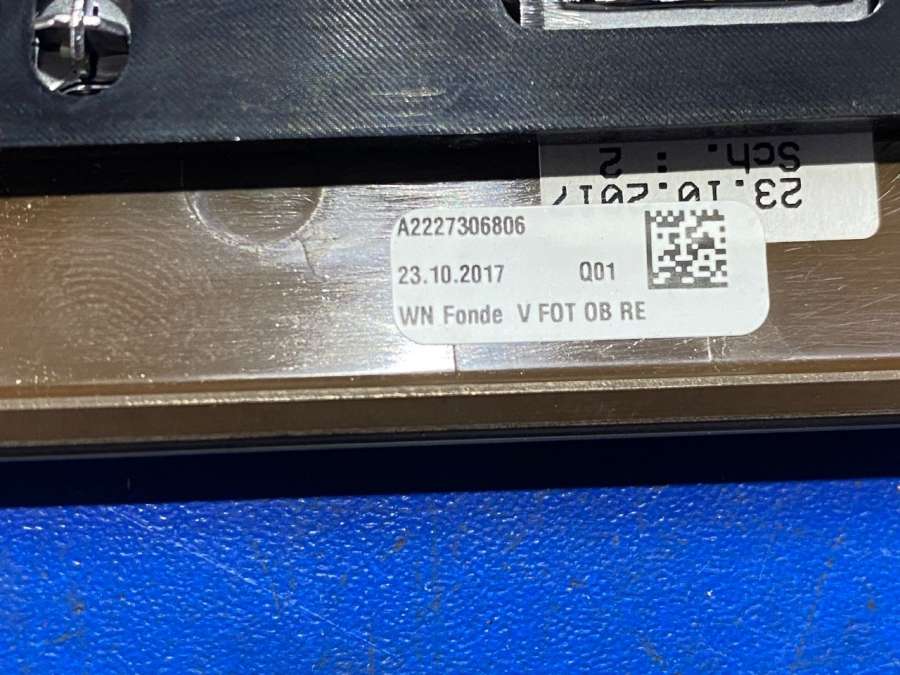 Sch. : 2
23.10.2017
A2227306806
23.10.2017 Q01
WN Fonde V FOT OB RE